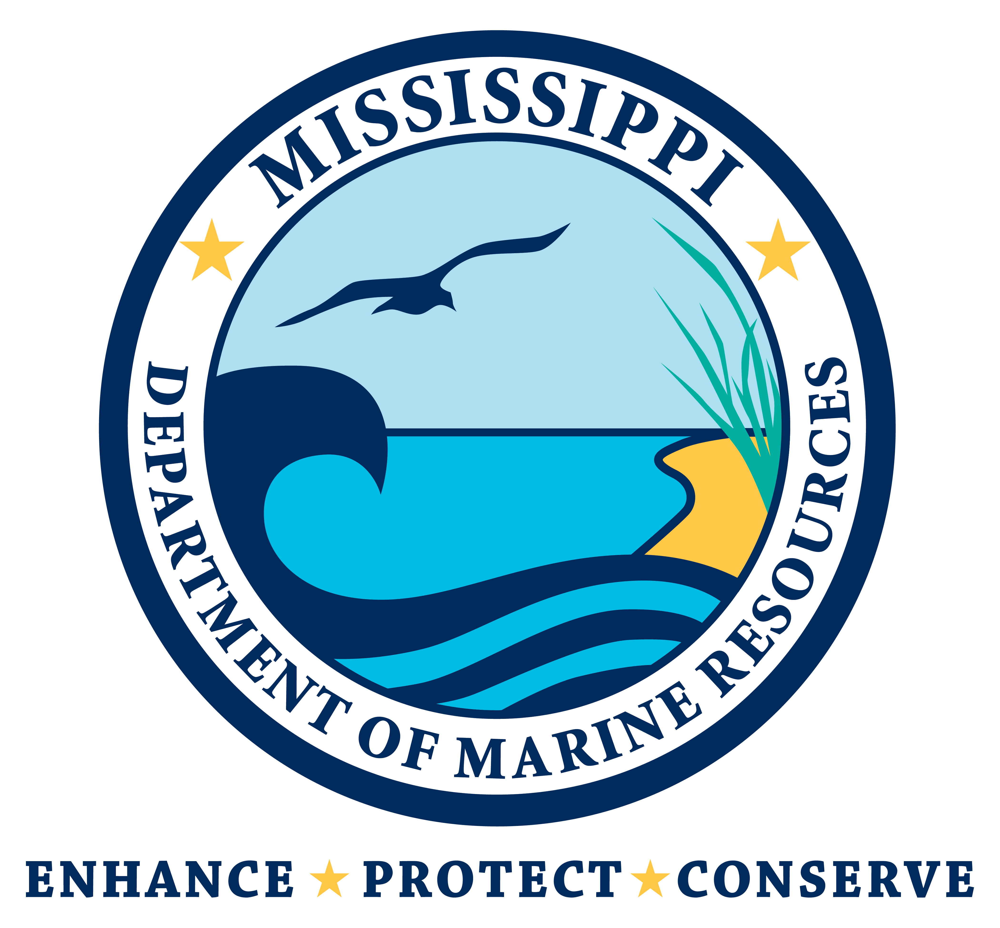 MISSISSIPPI
DEPARTMENT OF MARINE RESOURCES
ENHANCE PROTECT CONSERVE